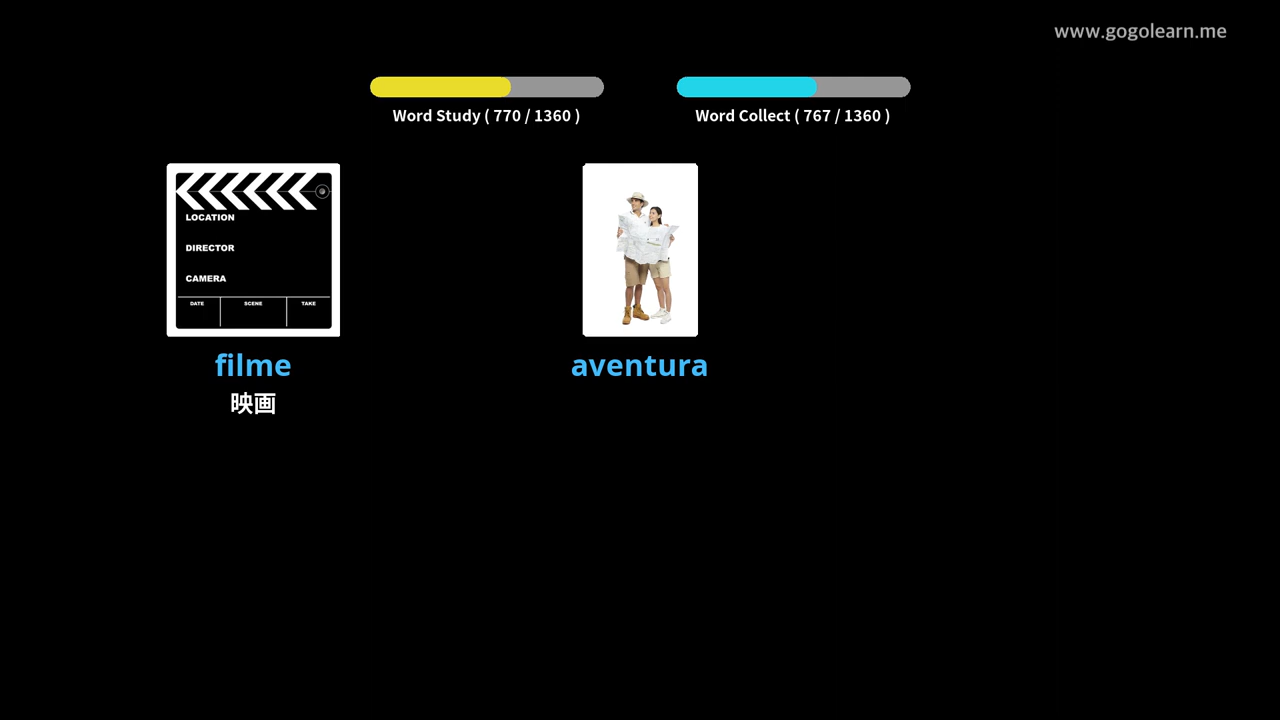 www.gogolearn.me
Word Study ( 770 / 1360 )
Word Collect ( 767 / 1360 )
LOCATION
DIRECTOR
CAMERA
DATE SCENE TAKE
filme
aventura
映画